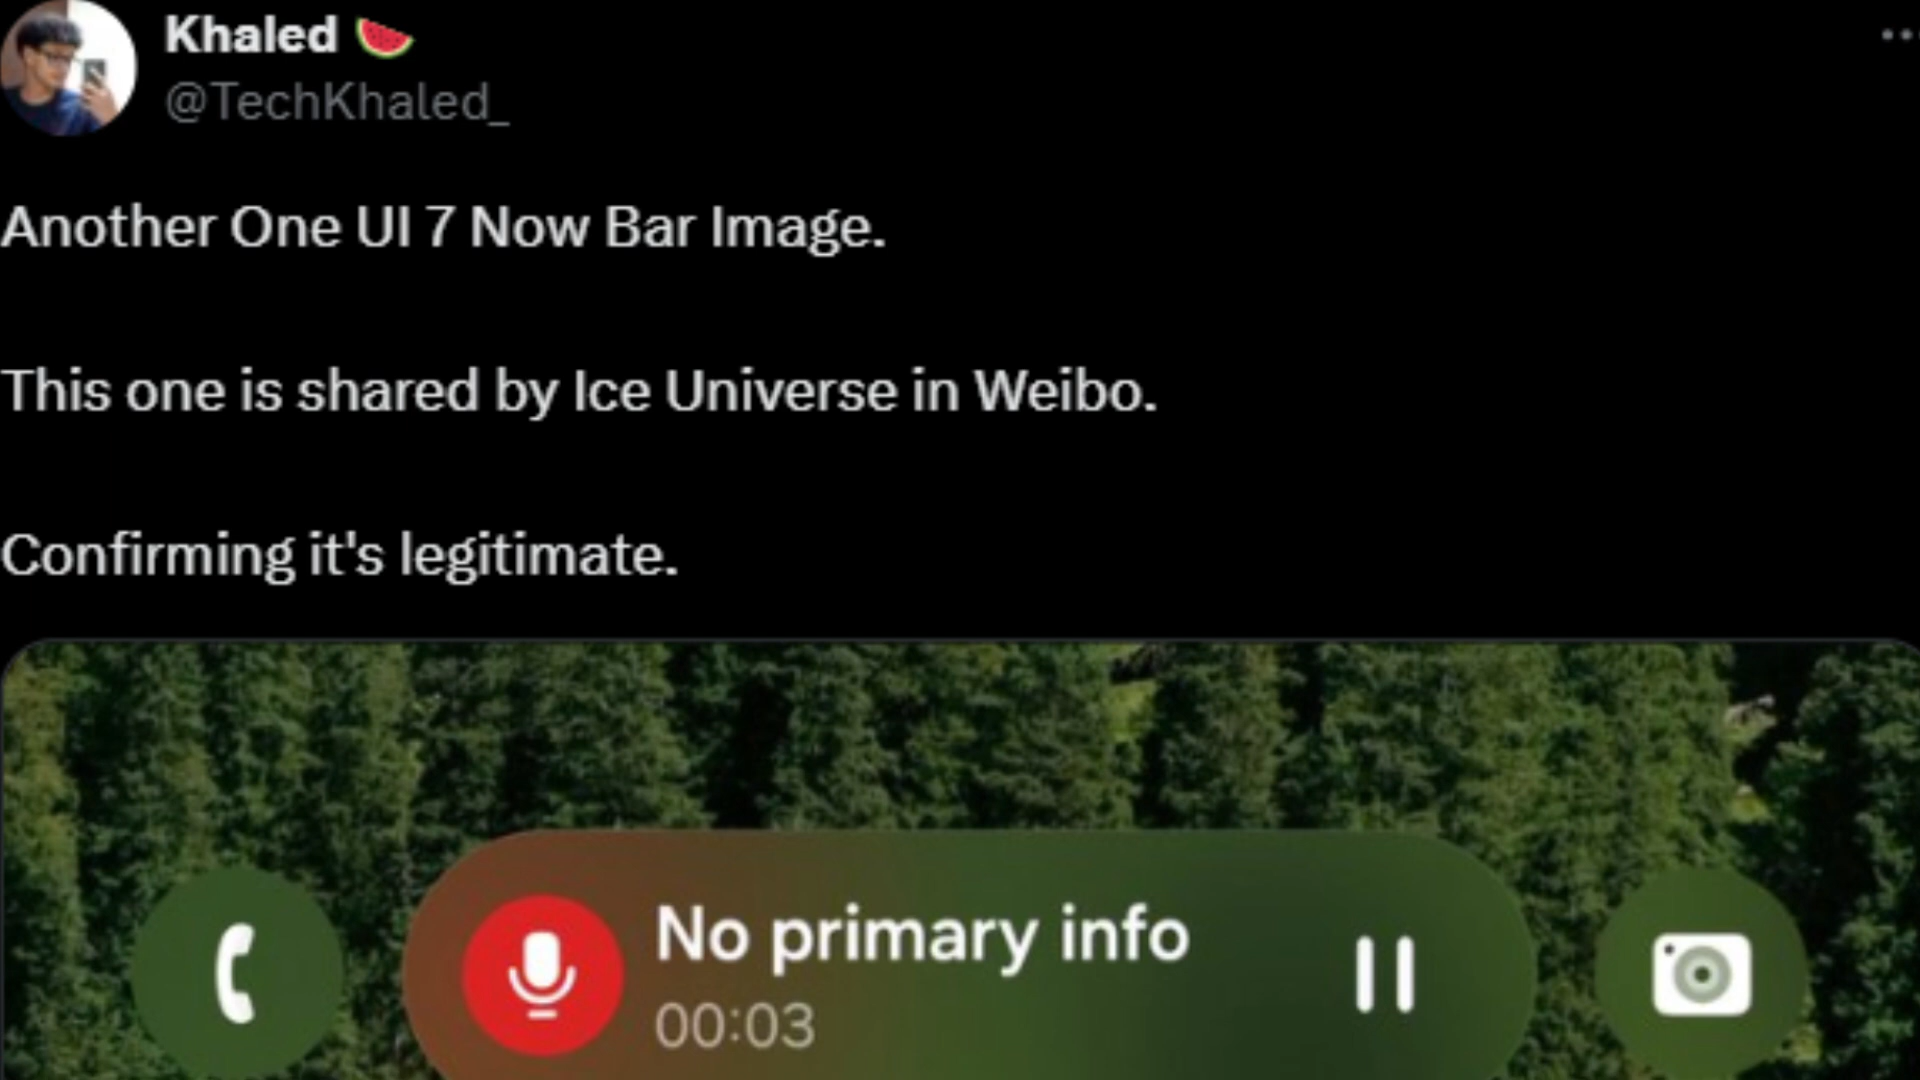 Khaled 🍉
@TechKhaled_
Another One UI 7 Now Bar Image.
This one is shared by Ice Universe in Weibo.
Confirming it's legitimate.
No primary info
00:03